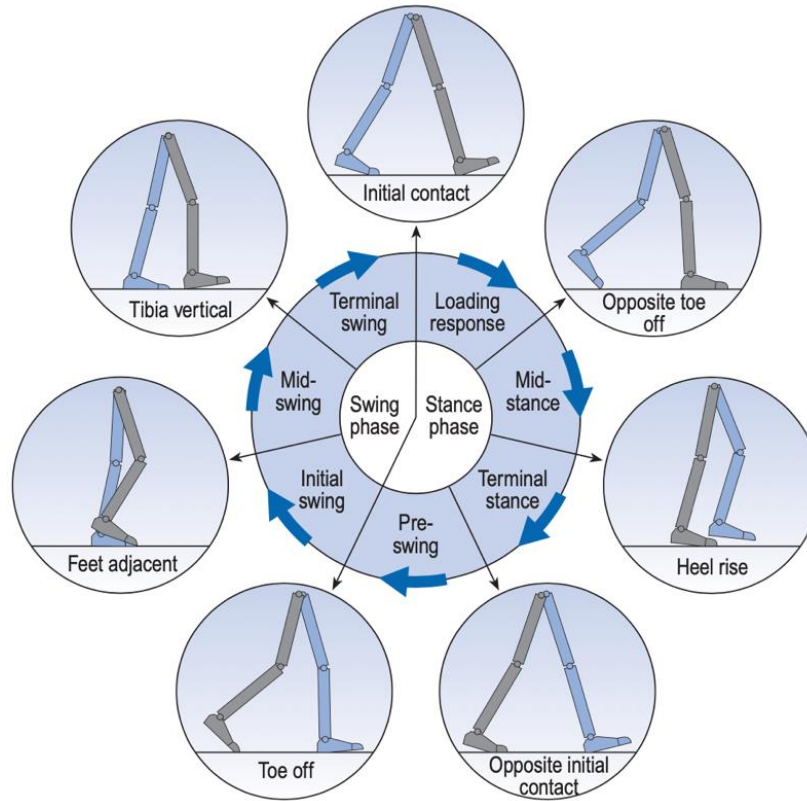 Initial contact
Tibia vertical
Opposite toe
off
Terminal
swing
Loading
response
Mid-
swing
Swing
phase
Stance
phase
Mid-
stance
Initial
swing
Pre-
swing
Terminal
stance
Feet adjacent
Heel rise
Toe off
Opposite initial
contact